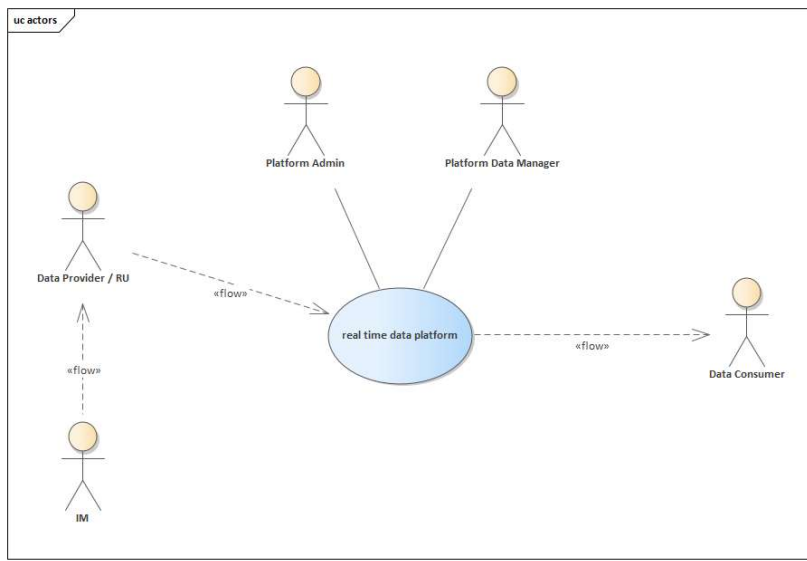 uc actors
Platform Admin
Platform Data Manager
Data Provider / RU
«flow»
real time data platform
«flow»
Data Consumer
«flow»
IM